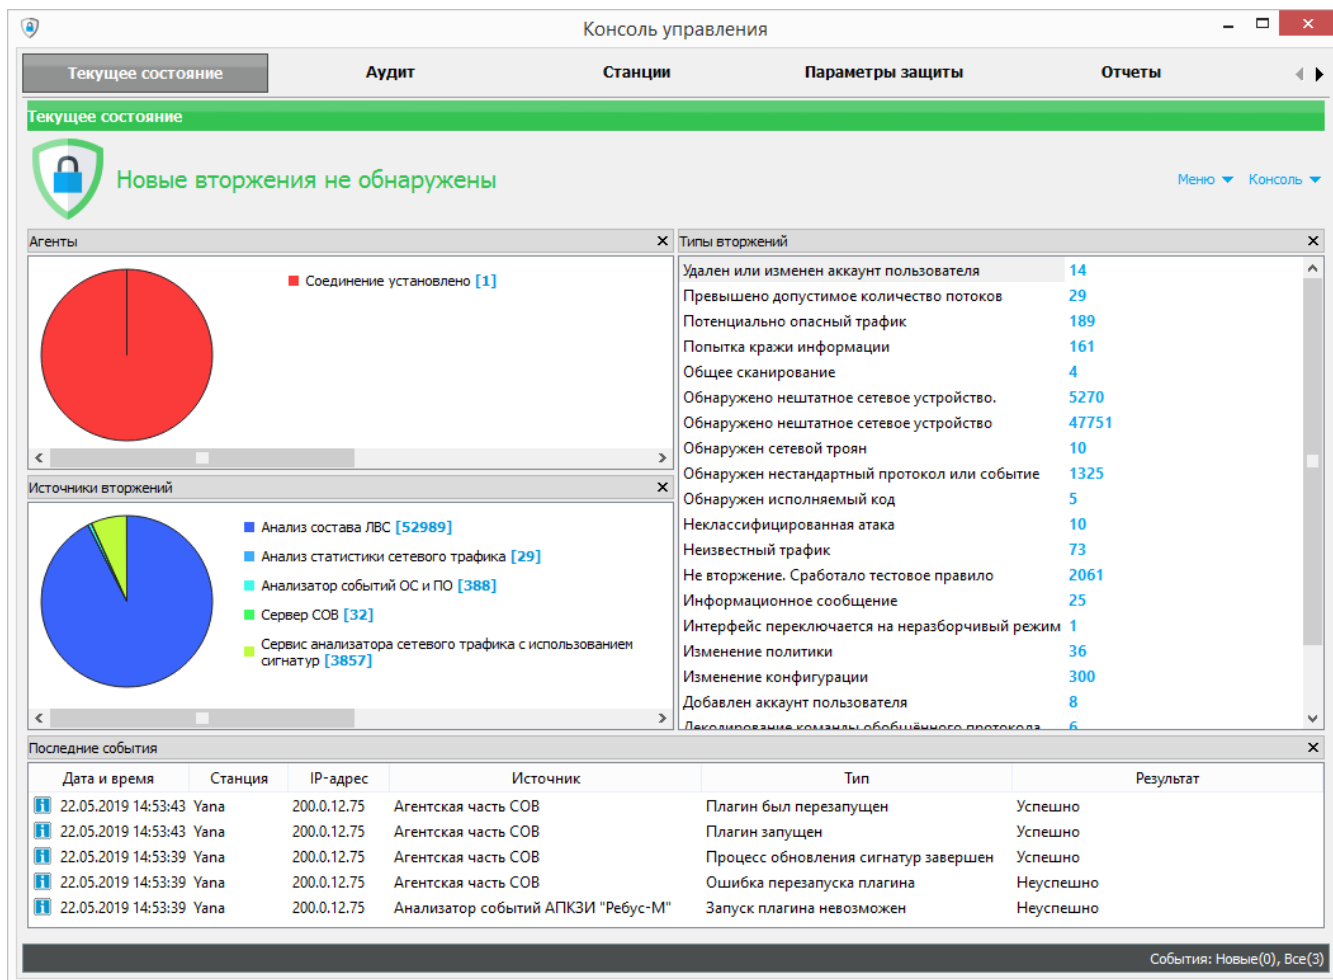 Консоль управления
Текущее состояние Аудит Станции Параметры защиты Отчеты
Текущее состояние
Новые вторжения не обнаружены
Меню Консоль
Агенты
Соединение установлено [1]
Источники вторжений
Анализ состава ЛВС [52989]
Анализ статистики сетевого трафика [29]
Анализатор событий ОС и ПО [388]
Сервер СОВ [32]
Сервис анализатора сетевого трафика с использованием
сигнатур [3857]
Типы вторжений
Удален или изменен аккаунт пользователя 14
Превышено допустимое количество потоков 29
Потенциально опасный трафик 189
Попытка кражи информации 161
Общее сканирование 4
Обнаружено нештатное сетевое устройство. 5270
Обнаружено нештатное сетевое устройство 47751
Обнаружен сетевой троян 10
Обнаружен нестандартный протокол или событие 1325
Обнаружен исполняемый код 5
Неклассифицированная атака 10
Неизвестный трафик 73
Не вторжение. Сработало тестовое правило 2061
Информационное сообщение 25
Интерфейс переключается на неразборчивый режим 1
Изменение политики 36
Изменение конфигурации 300
Добавлен аккаунт пользователя 8
Декодирование команды обобщённого протокола 6
Последние события
Дата и время Станция IP-адрес Источник Тип Результат
22.05.2019 14:53:43 Yana 200.0.12.75 Агентская часть СОВ Плагин был перезапущен Успешно
22.05.2019 14:53:43 Yana 200.0.12.75 Агентская часть СОВ Плагин запущен Успешно
22.05.2019 14:53:39 Yana 200.0.12.75 Агентская часть СОВ Процесс обновления сигнатур завершен Успешно
22.05.2019 14:53:39 Yana 200.0.12.75 Агентская часть СОВ Ошибка перезапуска плагина Неуспешно
22.05.2019 14:53:39 Yana 200.0.12.75 Анализатор событий АПКЗИ "Ребус-М" Запуск плагина невозможен Неуспешно
События: Новые(0), Все(3)